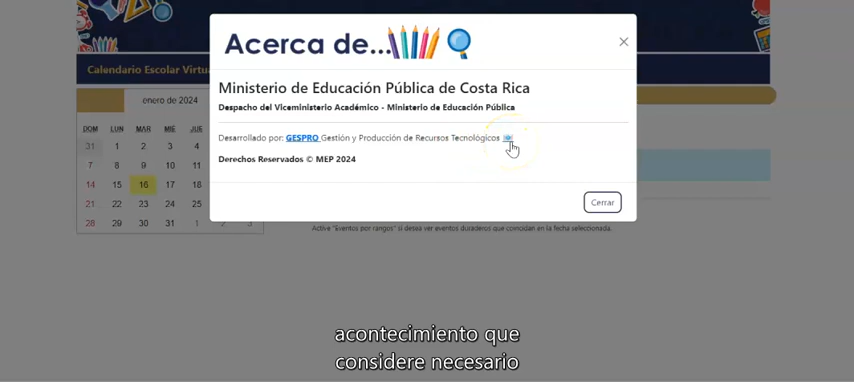 Acerca de...
Calendario Escolar Virtu
Ministerio de Educación Pública de Costa Rica
Despacho del Viceministerio Académico - Ministerio de Educación Pública
Desarrollado por: GESPRO Gestión y Producción de Recursos Tecnológicos
Derechos Reservados © MEP 2024
Cerrar
enero de 2024
DOM LUN MAR MIÉ JUE
31 1 2 3 4
7 8 9 10 11
14 15 16 17 18
21 22 23 24 25
28 29 30 31 1 2 3
Active "Eventos por rangos" si desea ver eventos duraderos que coincidan en la fecha seleccionada.
acontecimiento que
considere necesario